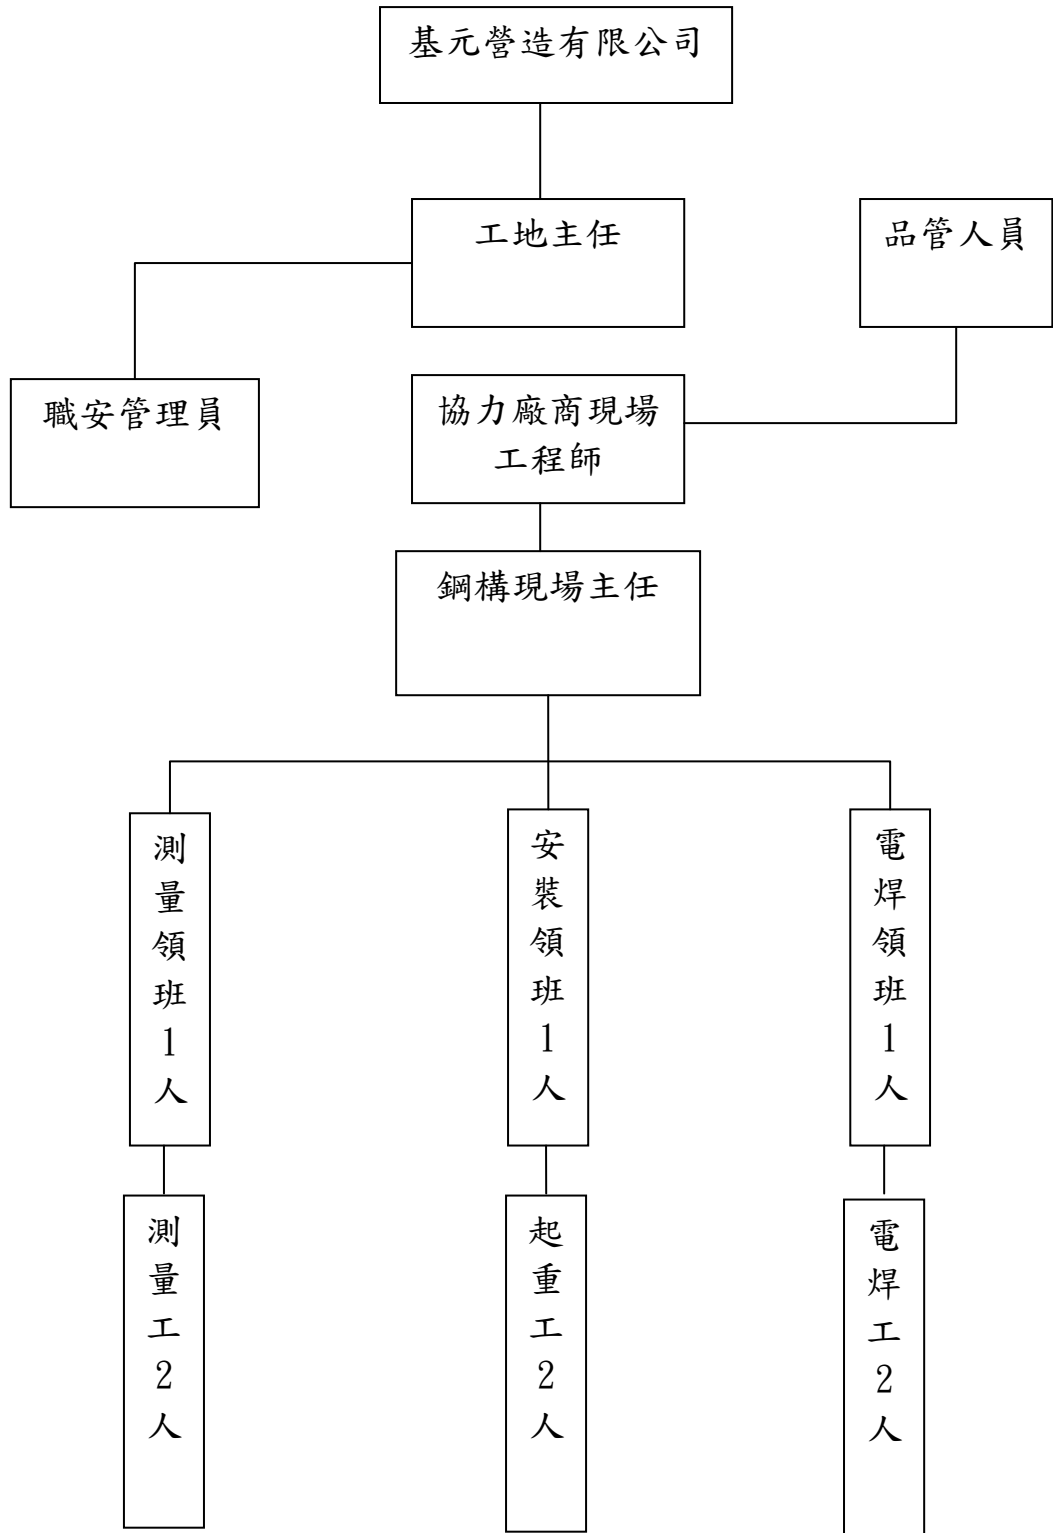 基元營造有限公司
工地主任
品管人員
職安管理員
協力廠商現場
工程師
鋼構現場主任
測量領班1人
安裝領班1人
電焊領班1人
測量工2人
起重工2人
電焊工2人